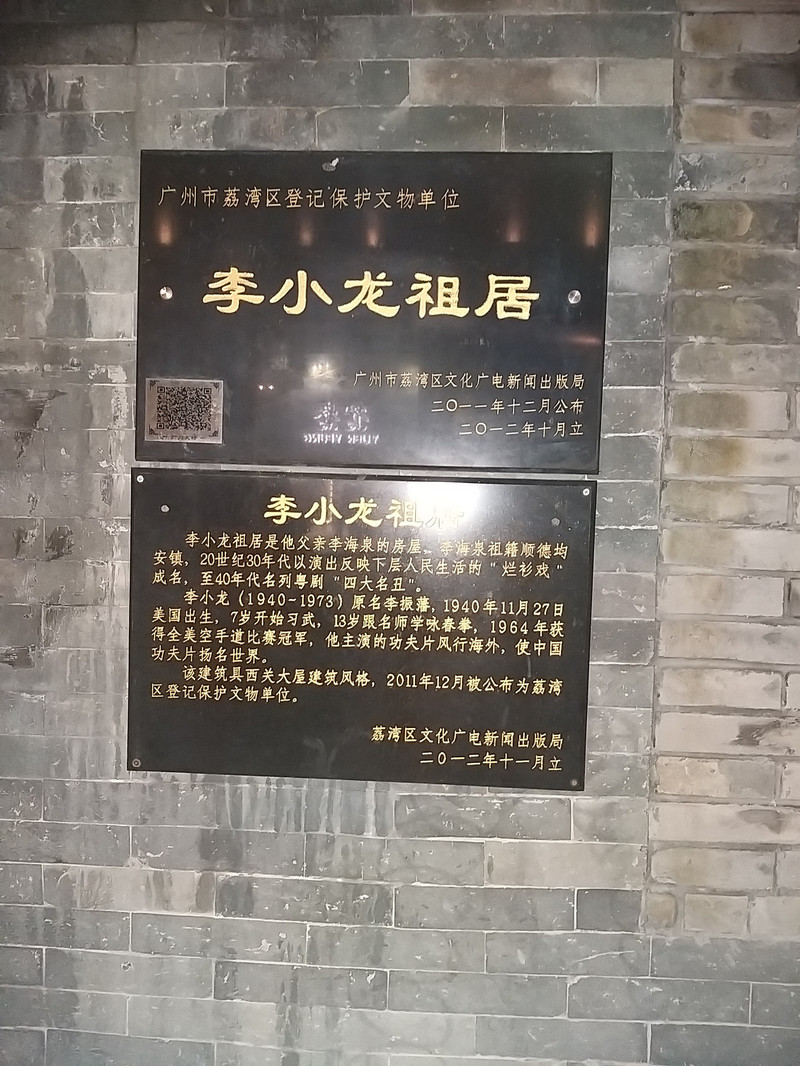 广州市荔湾区登记保护文物单位
李小龙祖居
广州市荔湾区文化广电新闻出版局
二〇一一年十二月公布
二〇一二年十月立
李小龙祖居
李小龙祖居是他父亲李海泉的房屋。李海泉祖籍顺德均
安镇，20世纪30年代以演出反映下层人民生活的"烂衫戏"
成名，至40年代名列粤剧"四大名丑"。
李小龙（1940-1973）原名李振藩，1940年11月27日
美国出生，7岁开始习武，13岁跟名师学咏春拳，1964年获
得全美空手道比赛冠军，他主演的功夫片风行海外，使中国
功夫片扬名世界。
该建筑具西关大屋建筑风格，2011年12月被公布为荔湾
区登记保护文物单位。
荔湾区文化广电新闻出版局
二〇一二年十一月立